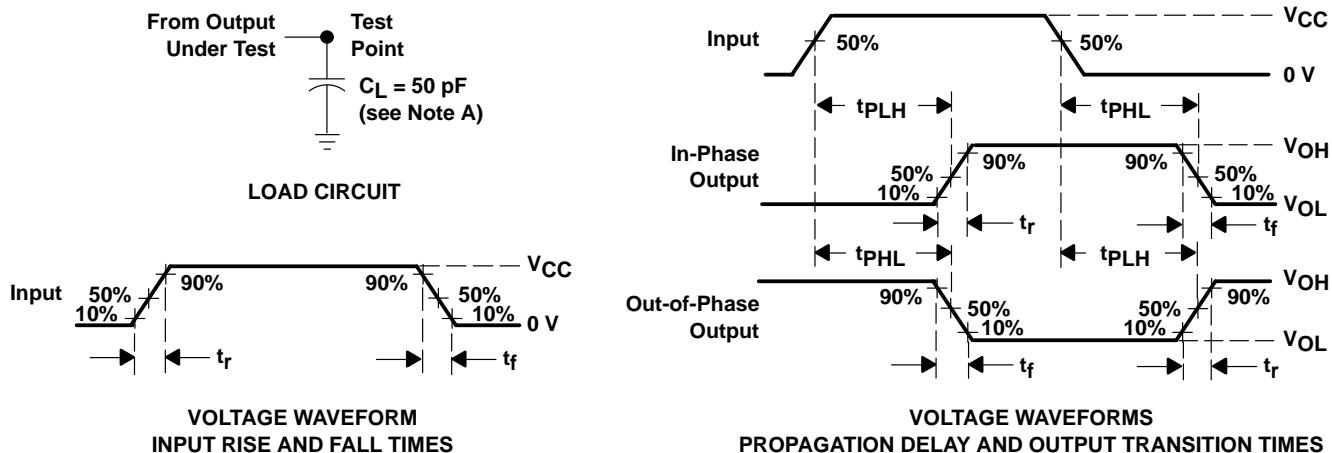 From Output
Under Test
Test
Point
CL = 50 pF
(see Note A)
LOAD CIRCUIT
Input
50%
10%
90%
90%
50%
10%
VCC
0 V
tr
tf
VOLTAGE WAVEFORM
INPUT RISE AND FALL TIMES
Input
50%
50%
VCC
0 V
tPLH
tPHL
In-Phase
Output
50%
10%
90%
90%
50%
10%
VOH
VOL
tr
tf
tPHL
tPLH
Out-of-Phase
Output
90%
50%
10%
50%
10%
90%
VOH
VOL
tf
tr
VOLTAGE WAVEFORMS
PROPAGATION DELAY AND OUTPUT TRANSITION TIMES